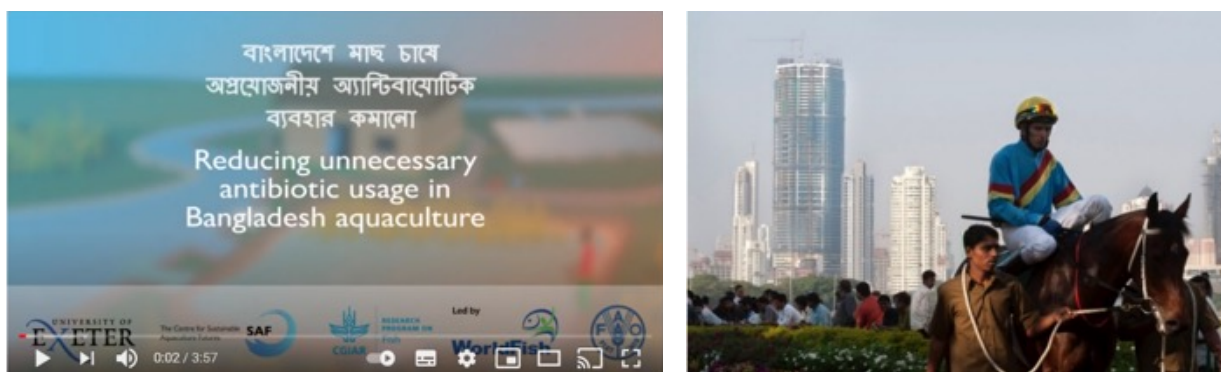 বাংলাদেশে মাছ চাষে
অপ্রয়োজনীয় অ্যান্টিবায়োটিক
ব্যবহার কমানো
Reducing unnecessary
antibiotic usage in
Bangladesh aquaculture
UNIVERSITY OF
EXETER
The Centre for Sustainable
Aquaculture Futures
SAF
CGIAR
RESEARCH
PROGRAM ON
Fish
Led by
WorldFish
FAO
0:02 / 3:57